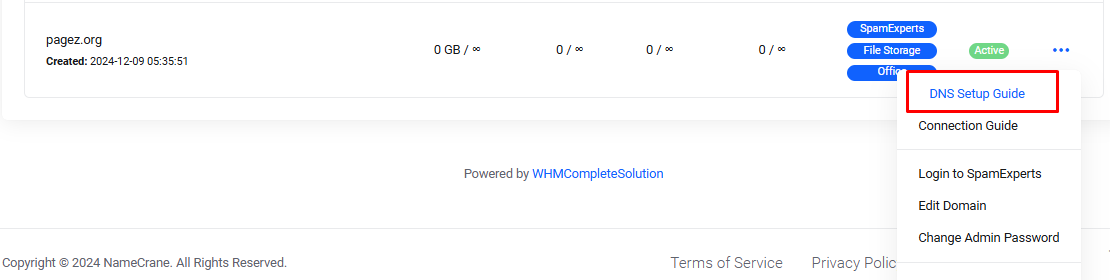 pagez.org
Created: 2024-12-09 05:35:51
0 GB / ∞
0 / ∞
0 / ∞
0 / ∞
SpamExperts
File Storage
Office
Active
DNS Setup Guide
Connection Guide
Login to SpamExperts
Edit Domain
Change Admin Password
Powered by WHMCompleteSolution
Copyright © 2024 NameCrane. All Rights Reserved.
Terms of Service
Privacy Polic